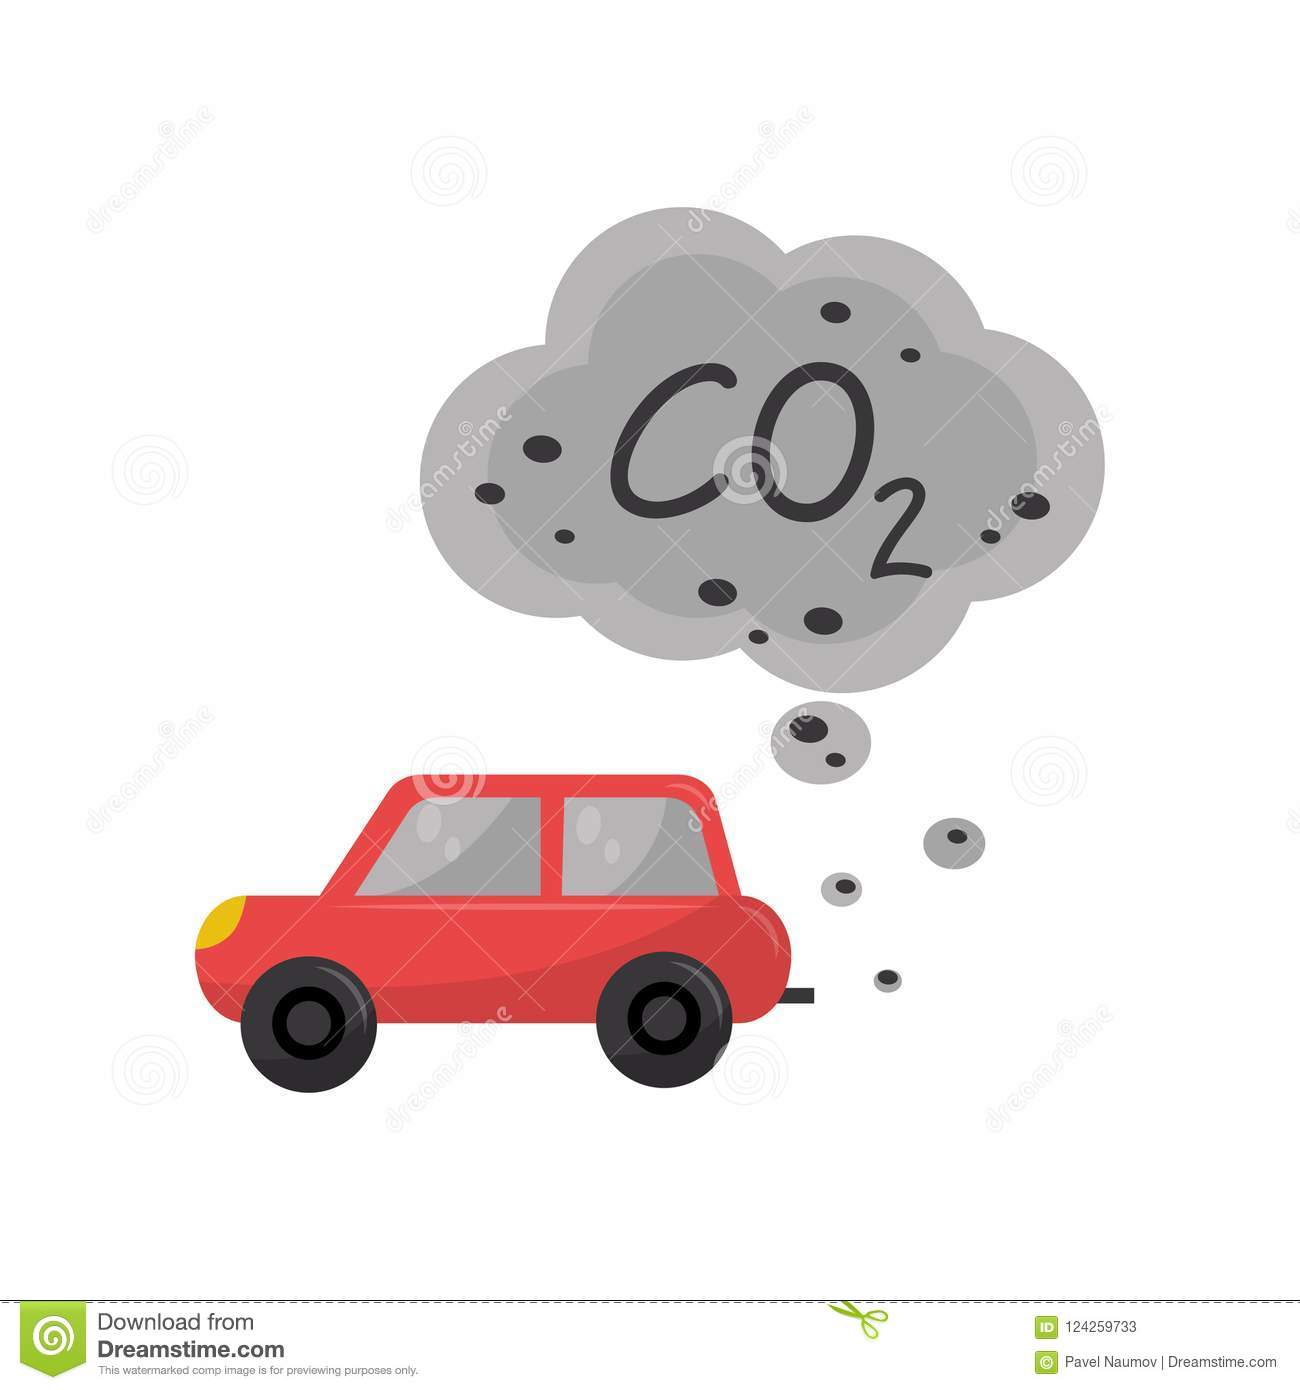 CO2
dreamstime
Download from
Dreamstime.com
This watermarked comp image is for previewing purposes only.
ID 124259733
© Pavel Naumov | Dreamstime.com